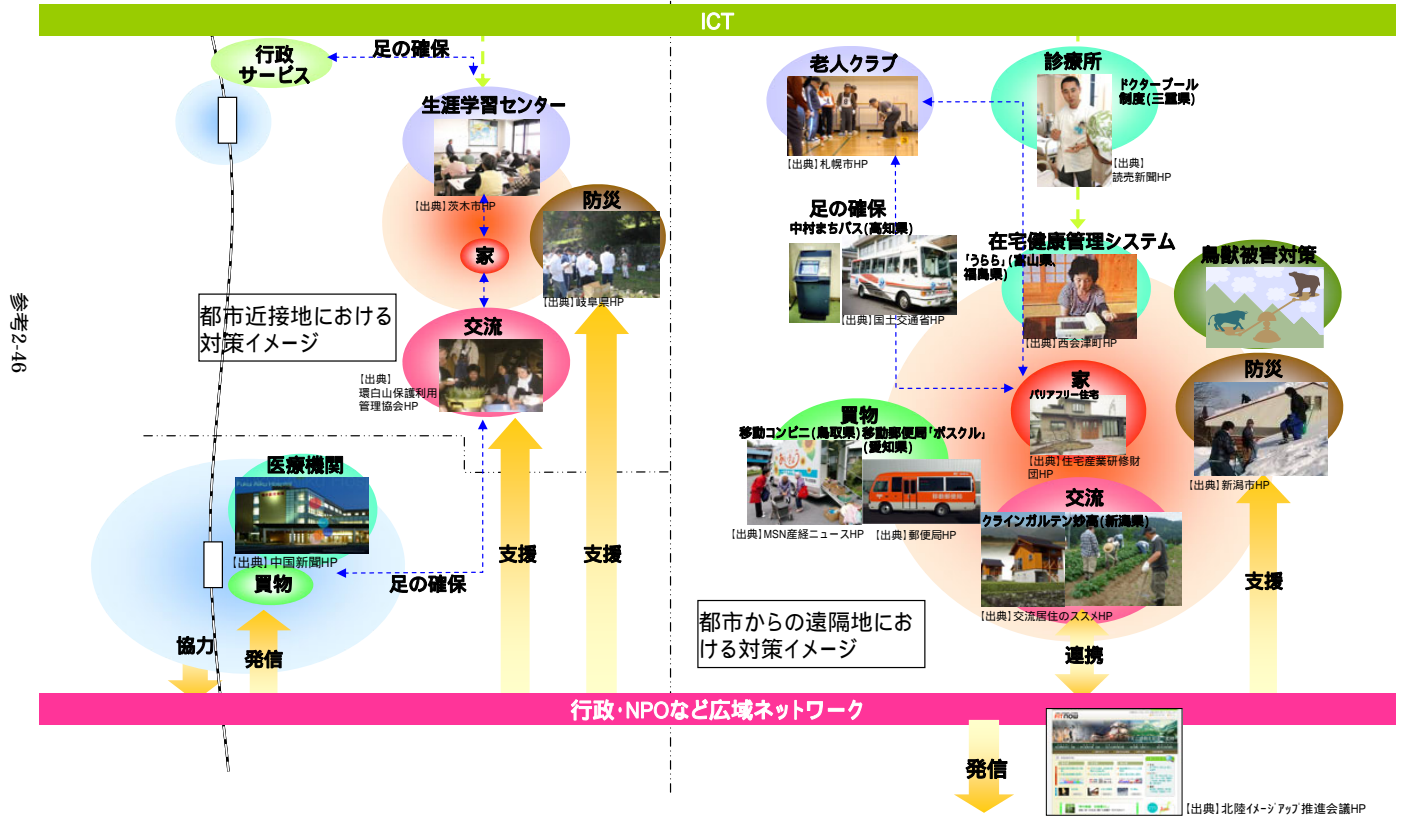 ICT
行政
サービス
足の確保
生涯学習センター
【出典】茨木市HP
防災
【出典】岐阜県HP
家
都市近接地における
対策イメージ
交流
【出典】
環白山保護利用
管理協会HP
医療機関
【出典】中国新聞HP
買物
足の確保
協力
発信
支援
支援
老人クラブ
【出典】札幌市HP
診療所
ドクタープール
制度(三重県)
【出典】
読売新聞HP
足の確保
中村まちバス(高知県)
【出典】国土交通省HP
在宅健康管理システム
「うらら」(富山県、
福島県)
【出典】西会津町HP
鳥獣被害対策
防災
【出典】新潟市HP
家
バリアフリー住宅
【出典】住宅産業研修財
団HP
買物
移動コンビニ(鳥取県)
移動郵便局「ポスクル」
(愛知県)
移動郵便局
【出典】MSN産経ニュースHP
【出典】郵便局HP
交流
クラインガルテン妙高(新潟県)
【出典】交流居住のススメHP
都市からの遠隔地にお
ける対策イメージ
連携
支援
行政・NPOなど広域ネットワーク
発信
now
【出典】北陸イメージアップ推進会議HP
参考2-46